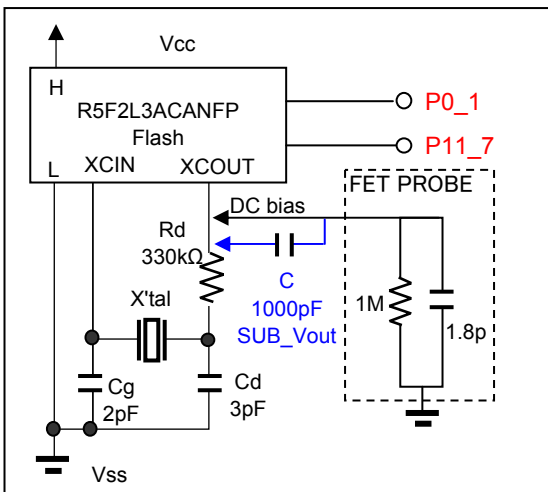 Vcc
H
R5F2L3ACANFP
Flash
L
XCIN
XCOUT
P0_1
P11_7
FET PROBE
DC bias
Rd
330kΩ
C
1000pF
SUB_Vout
X'tal
1M
1.8p
Cg
2pF
Cd
3pF
Vss